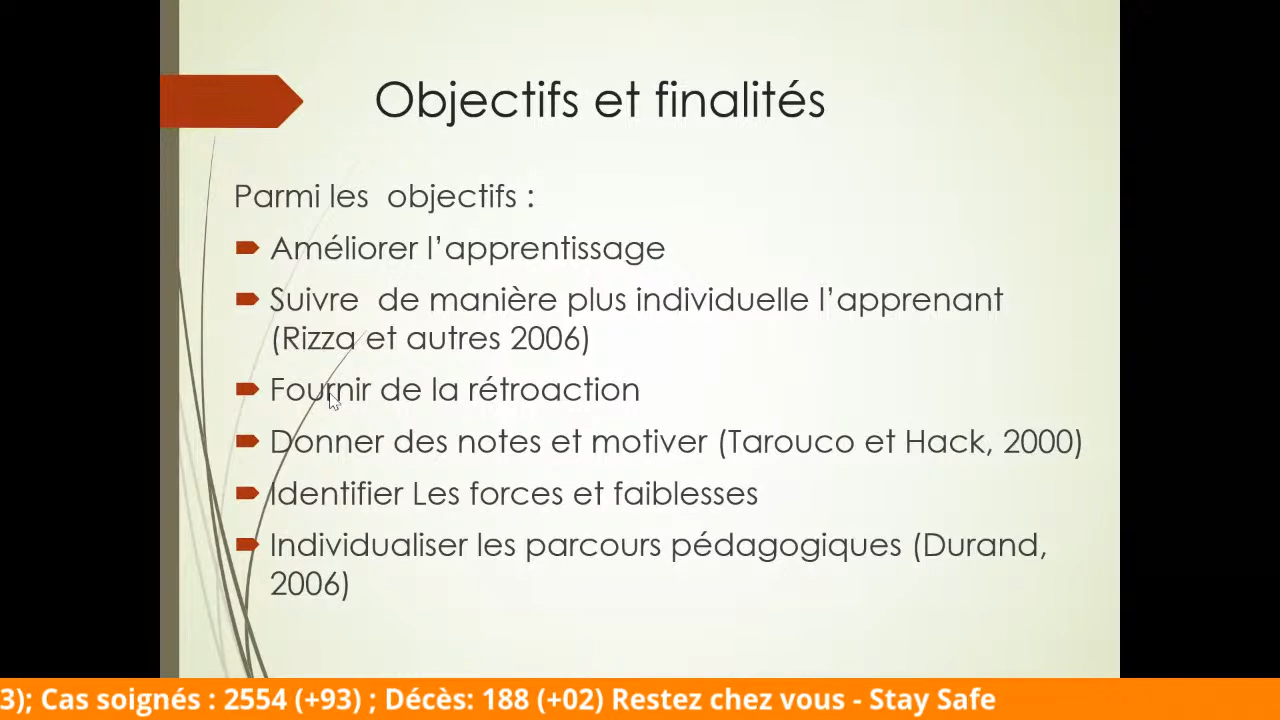 Objectifs et finalités
Parmi les  objectifs :
Améliorer l’apprentissage
Suivre  de manière plus individuelle l’apprenant
(Rizza et autres 2006)
Fournir de la rétroaction
Donner des notes et motiver (Tarouco et Hack, 2000)
Identifier Les forces et faiblesses
Individualiser les parcours pédagogiques (Durand,
2006)
3); Cas soignés : 2554 (+93) ; Décès: 188 (+02) Restez chez vous - Stay Safe